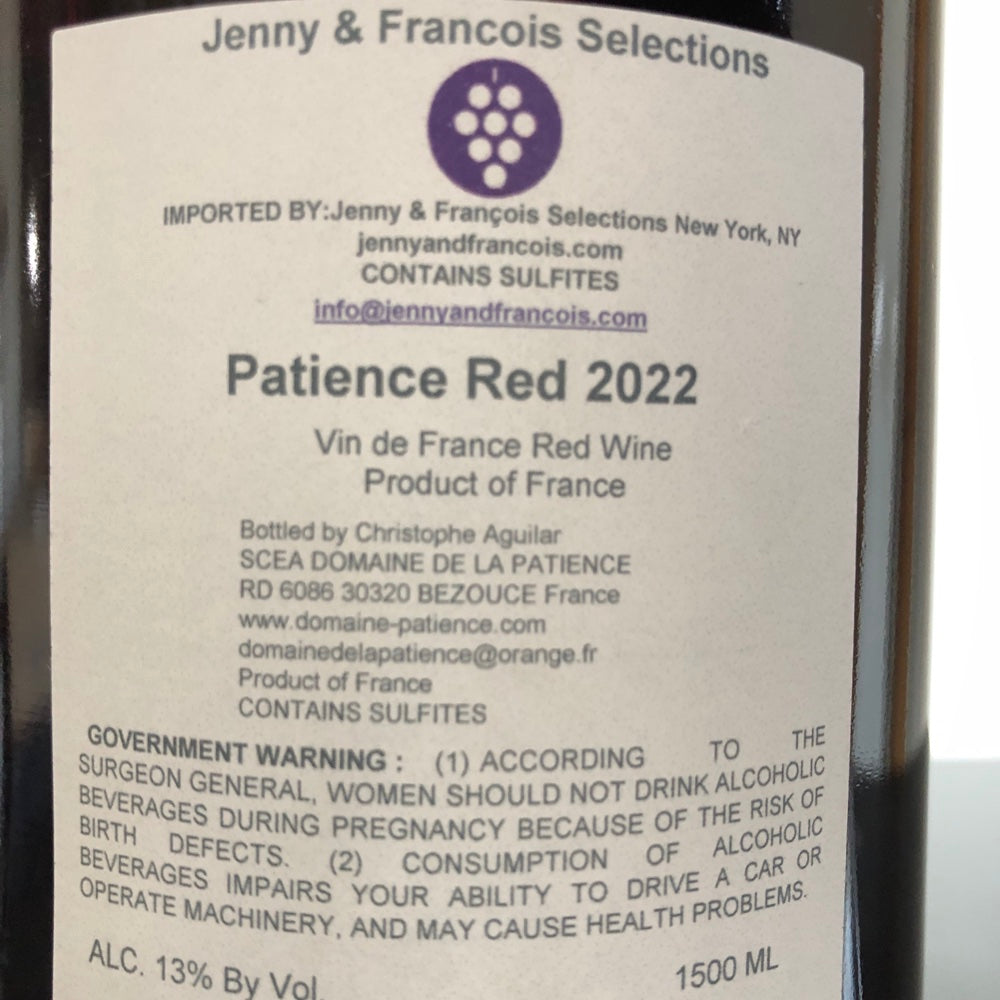 Jenny & Francois Selections
IMPORTED BY:Jenny & François Selections New York, NY
jennyandfrancois.com
CONTAINS SULFITES
info@jennyandfrancois.com
Patience Red 2022
Vin de France Red Wine
Product of France
Bottled by Christophe Aguilar
SCEA DOMAINE DE LA PATIENCE
RD 6086 30320 BEZOUCE France
www.domaine-patience.com
domainedelapatience@orange.fr
Product of France
CONTAINS SULFITES
GOVERNMENT WARNING : (1) ACCORDING TO THE
SURGEON GENERAL, WOMEN SHOULD NOT DRINK ALCOHOLIC
BEVERAGES DURING PREGNANCY BECAUSE OF THE RISK OF
BIRTH DEFECTS. (2) CONSUMPTION OF ALCOHOLIC
BEVERAGES IMPAIRS YOUR ABILITY TO DRIVE A CAR OR
OPERATE MACHINERY, AND MAY CAUSE HEALTH PROBLEMS.
ALC. 13% By Vol. 1500 ML